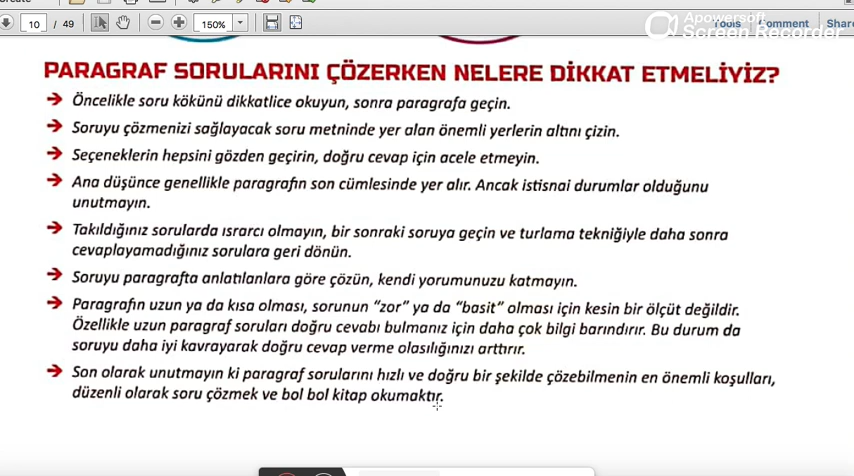 10 / 49
150%
Tools
Comment
Share
Apowersoft
Screen Recorder
PARAGRAF SORULARINI ÇÖZERKEN NELERE DİKKAT ETMELİYİZ?
Öncelikle soru kökünü dikkatlice okuyun, sonra paragrafa geçin.
Soruyu çözmenizi sağlayacak soru metninde yer alan önemli yerlerin altını çizin.
Seçeneklerin hepsini gözden geçirin, doğru cevap için acele etmeyin.
Ana düşünce genellikle paragrafın son cümlesinde yer alır. Ancak istisnai durumlar olduğunu
unutmayın.
Takıldığınız sorularda ısrarcı olmayın, bir sonraki soruya geçin ve turlama tekniğiyle daha sonra
cevaplayamadığınız sorulara geri dönün.
Soruyu paragrafta anlatılanlara göre çözün, kendi yorumunuzu katmayın.
Paragrafın uzun ya da kısa olması, sorunun “zor” ya da “basit” olması için kesin bir ölçüt değildir.
Özellikle uzun paragraf soruları doğru cevabı bulmanız için daha çok bilgi barındırır. Bu durum da
soruyu daha iyi kavrayarak doğru cevap verme olasılığınızı arttırır.
Son olarak unutmayın ki paragraf sorularını hızlı ve doğru bir şekilde çözebilmenin en önemli koşulları,
düzenli olarak soru çözmek ve bol bol kitap okumaktır.